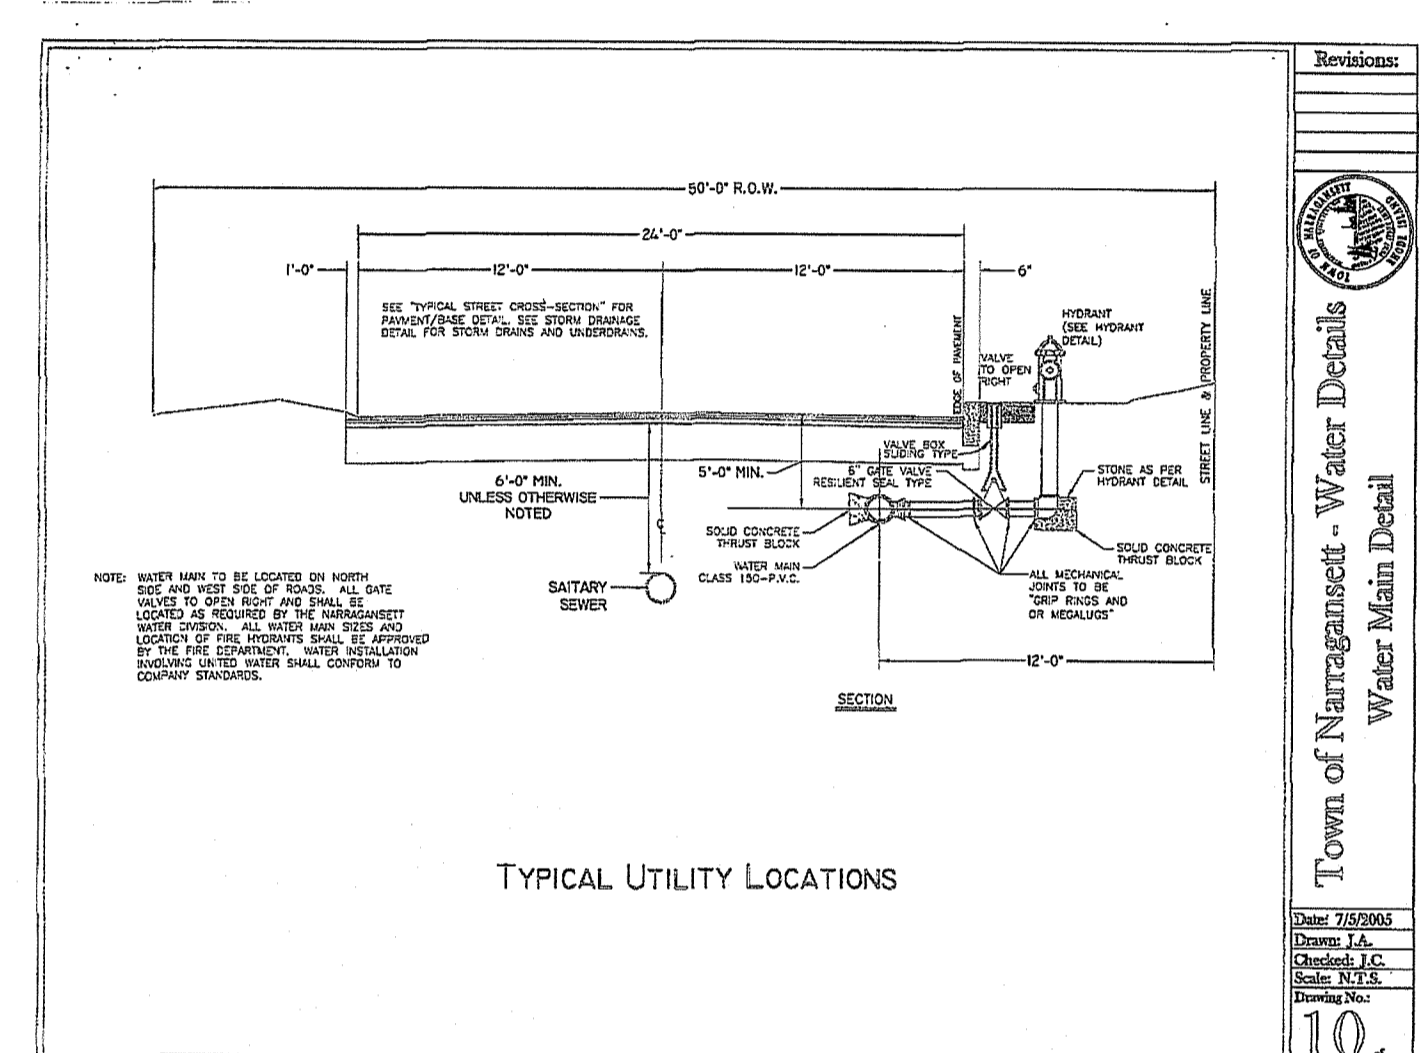 Revisions:
50'-0" R.O.W.
24'-0"
1'-0"
12'-0"
12'-0"
6"
SEE "TYPICAL STREET CROSS-SECTION" FOR
PAVMENT/BASE DETAIL. SEE STORM DRAINAGE
DETAIL FOR STORM DRAINS AND UNDERDRAINS.
EDGE OF PAVEMENT
VALVE
TO OPEN
RIGHT
HYDRANT
(SEE HYDRANT
DETAIL)
STREET LINE & PROPERTY LINE
VALVE BOX
SLIDING TYPE
6" GATE VALVE
RESILIENT SEAL TYPE
5'-0" MIN.
6'-0" MIN.
UNLESS OTHERWISE
NOTED
STONE AS PER
HYDRANT DETAIL
SOLID CONCRETE
THRUST BLOCK
SOLID CONCRETE
THRUST BLOCK
WATER MAIN
CLASS 150-P.V.C.
ALL MECHANICAL
JOINTS TO BE
"GRIP RINGS AND
OR MEGALUGS"
SAITARY
SEWER
NOTE: WATER MAIN TO BE LOCATED ON NORTH
SIDE AND WEST SIDE OF ROADS. ALL GATE
VALVES TO OPEN RIGHT AND SHALL BE
LOCATED AS REQUIRED BY THE NARRAGANSETT
WATER DIVISION. ALL WATER MAIN SIZES AND
LOCATION OF FIRE HYDRANTS SHALL BE APPROVED
BY THE FIRE DEPARTMENT. WATER INSTALLATION
INVOLVING UNITED WATER SHALL CONFORM TO
COMPANY STANDARDS.
12'-0"
SECTION
TYPICAL UTILITY LOCATIONS
TOWN OF NARRAGANSETT
RHODE ISLAND
Town of Narragansett - Water Details
Water Main Detail
Date: 7/5/2005
Drawn: J.A.
Checked: J.C.
Scale: N.T.S.
Drawing No.:
10